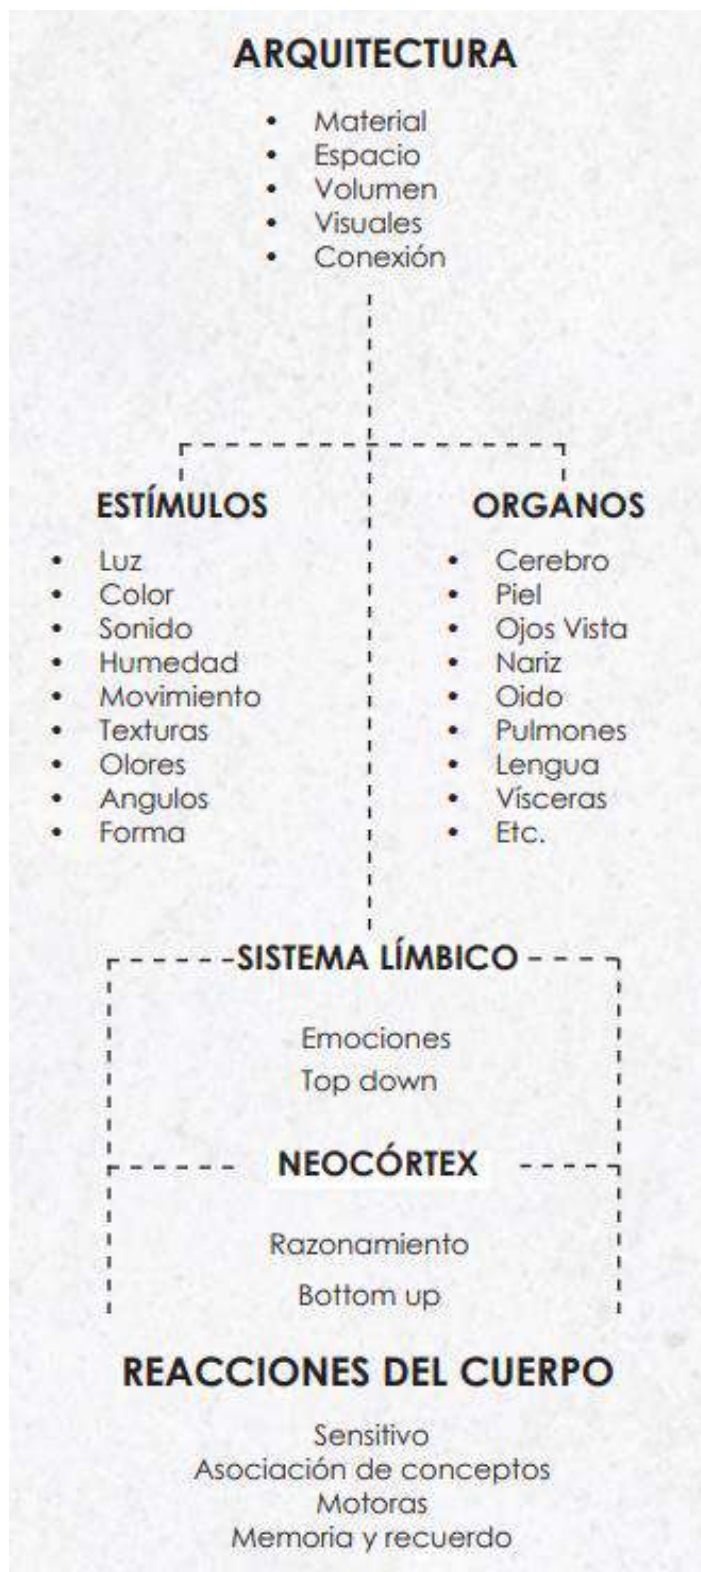 ARQUITECTURA
• Material
• Espacio
• Volumen
• Visuales
• Conexión
ESTÍMULOS
• Luz
• Color
• Sonido
• Humedad
• Movimiento
• Texturas
• Olores
• Angulos
• Forma
ORGANOS
• Cerebro
• Piel
• Ojos Vista
• Nariz
• Oido
• Pulmones
• Lengua
• Vísceras
• Etc.
SISTEMA LÍMBICO
Emociones
Top down
NEOCÓRTEX
Razonamiento
Bottom up
REACCIONES DEL CUERPO
Sensitivo
Asociación de conceptos
Motoras
Memoria y recuerdo